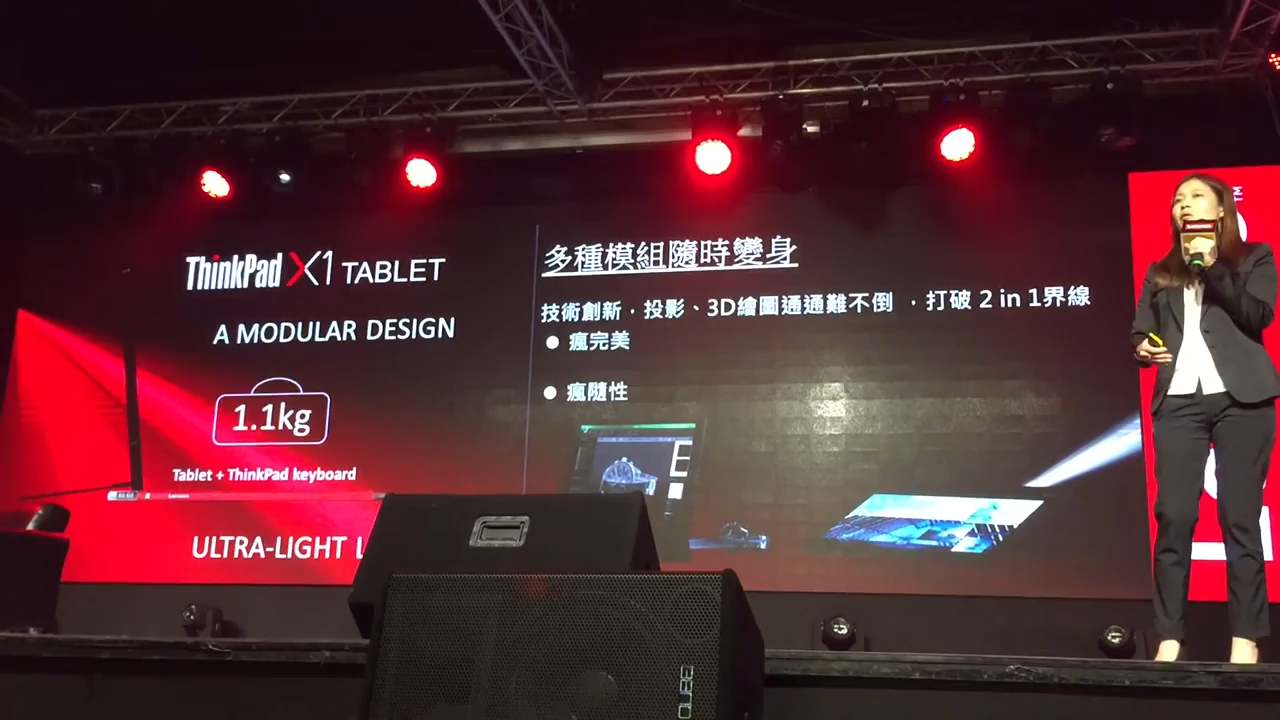 ThinkPad X1 TABLET
A MODULAR DESIGN
1.1kg
Tablet + ThinkPad keyboard
ULTRA-LIGHT
多種模組隨時變身
技術創新，投影、3D繪圖通通難不倒 ，打破 2 in 1界線
● 瘋完美
● 瘋隨性
TM
QUBE